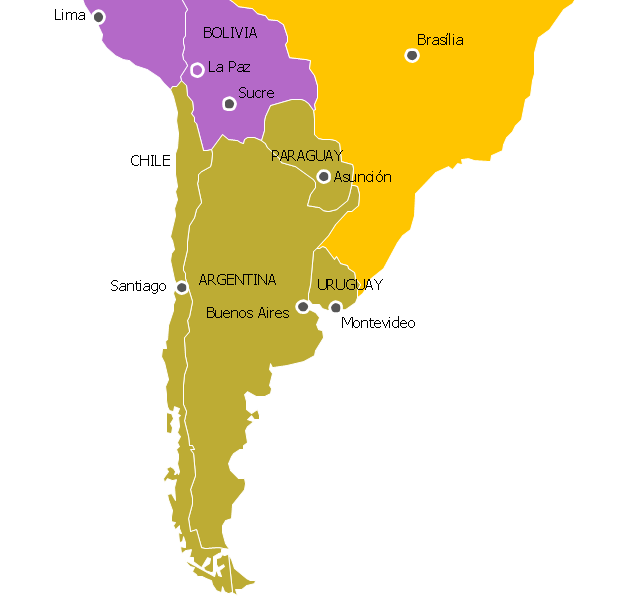 Lima
BOLIVIA
Brasília
La Paz
Sucre
PARAGUAY
CHILE
Asunción
ARGENTINA
URUGUAY
Santiago
Buenos Aires
Montevideo